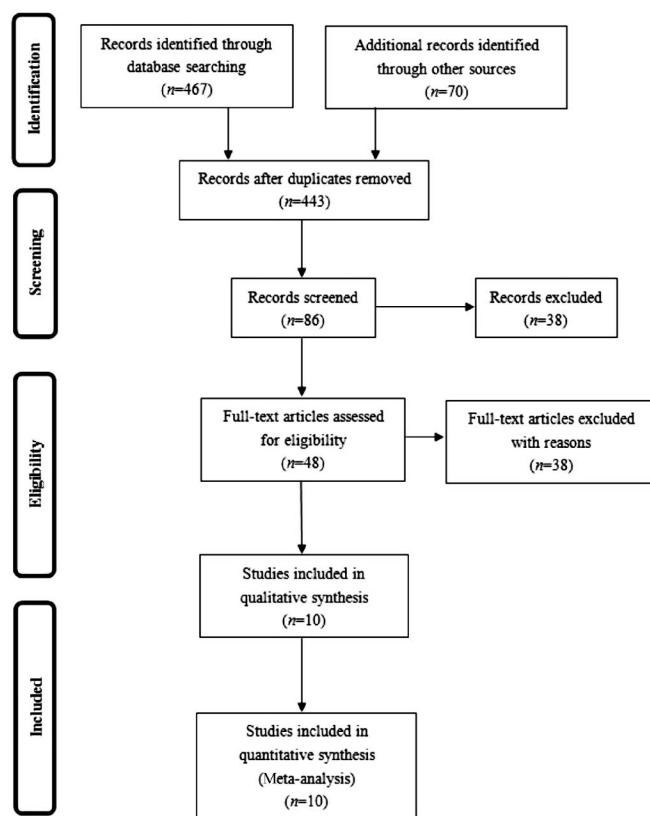 Identification
Records identified through
database searching
(n=467)
Additional records identified
through other sources
(n=70)
Records after duplicates removed
(n=443)
Screening
Records screened
(n=86)
Records excluded
(n=38)
Eligibility
Full-text articles assessed
for eligibility
(n=48)
Full-text articles excluded
with reasons
(n=38)
Studies included in
qualitative synthesis
(n=10)
Included
Studies included in
quantitative synthesis
(Meta-analysis)
(n=10)